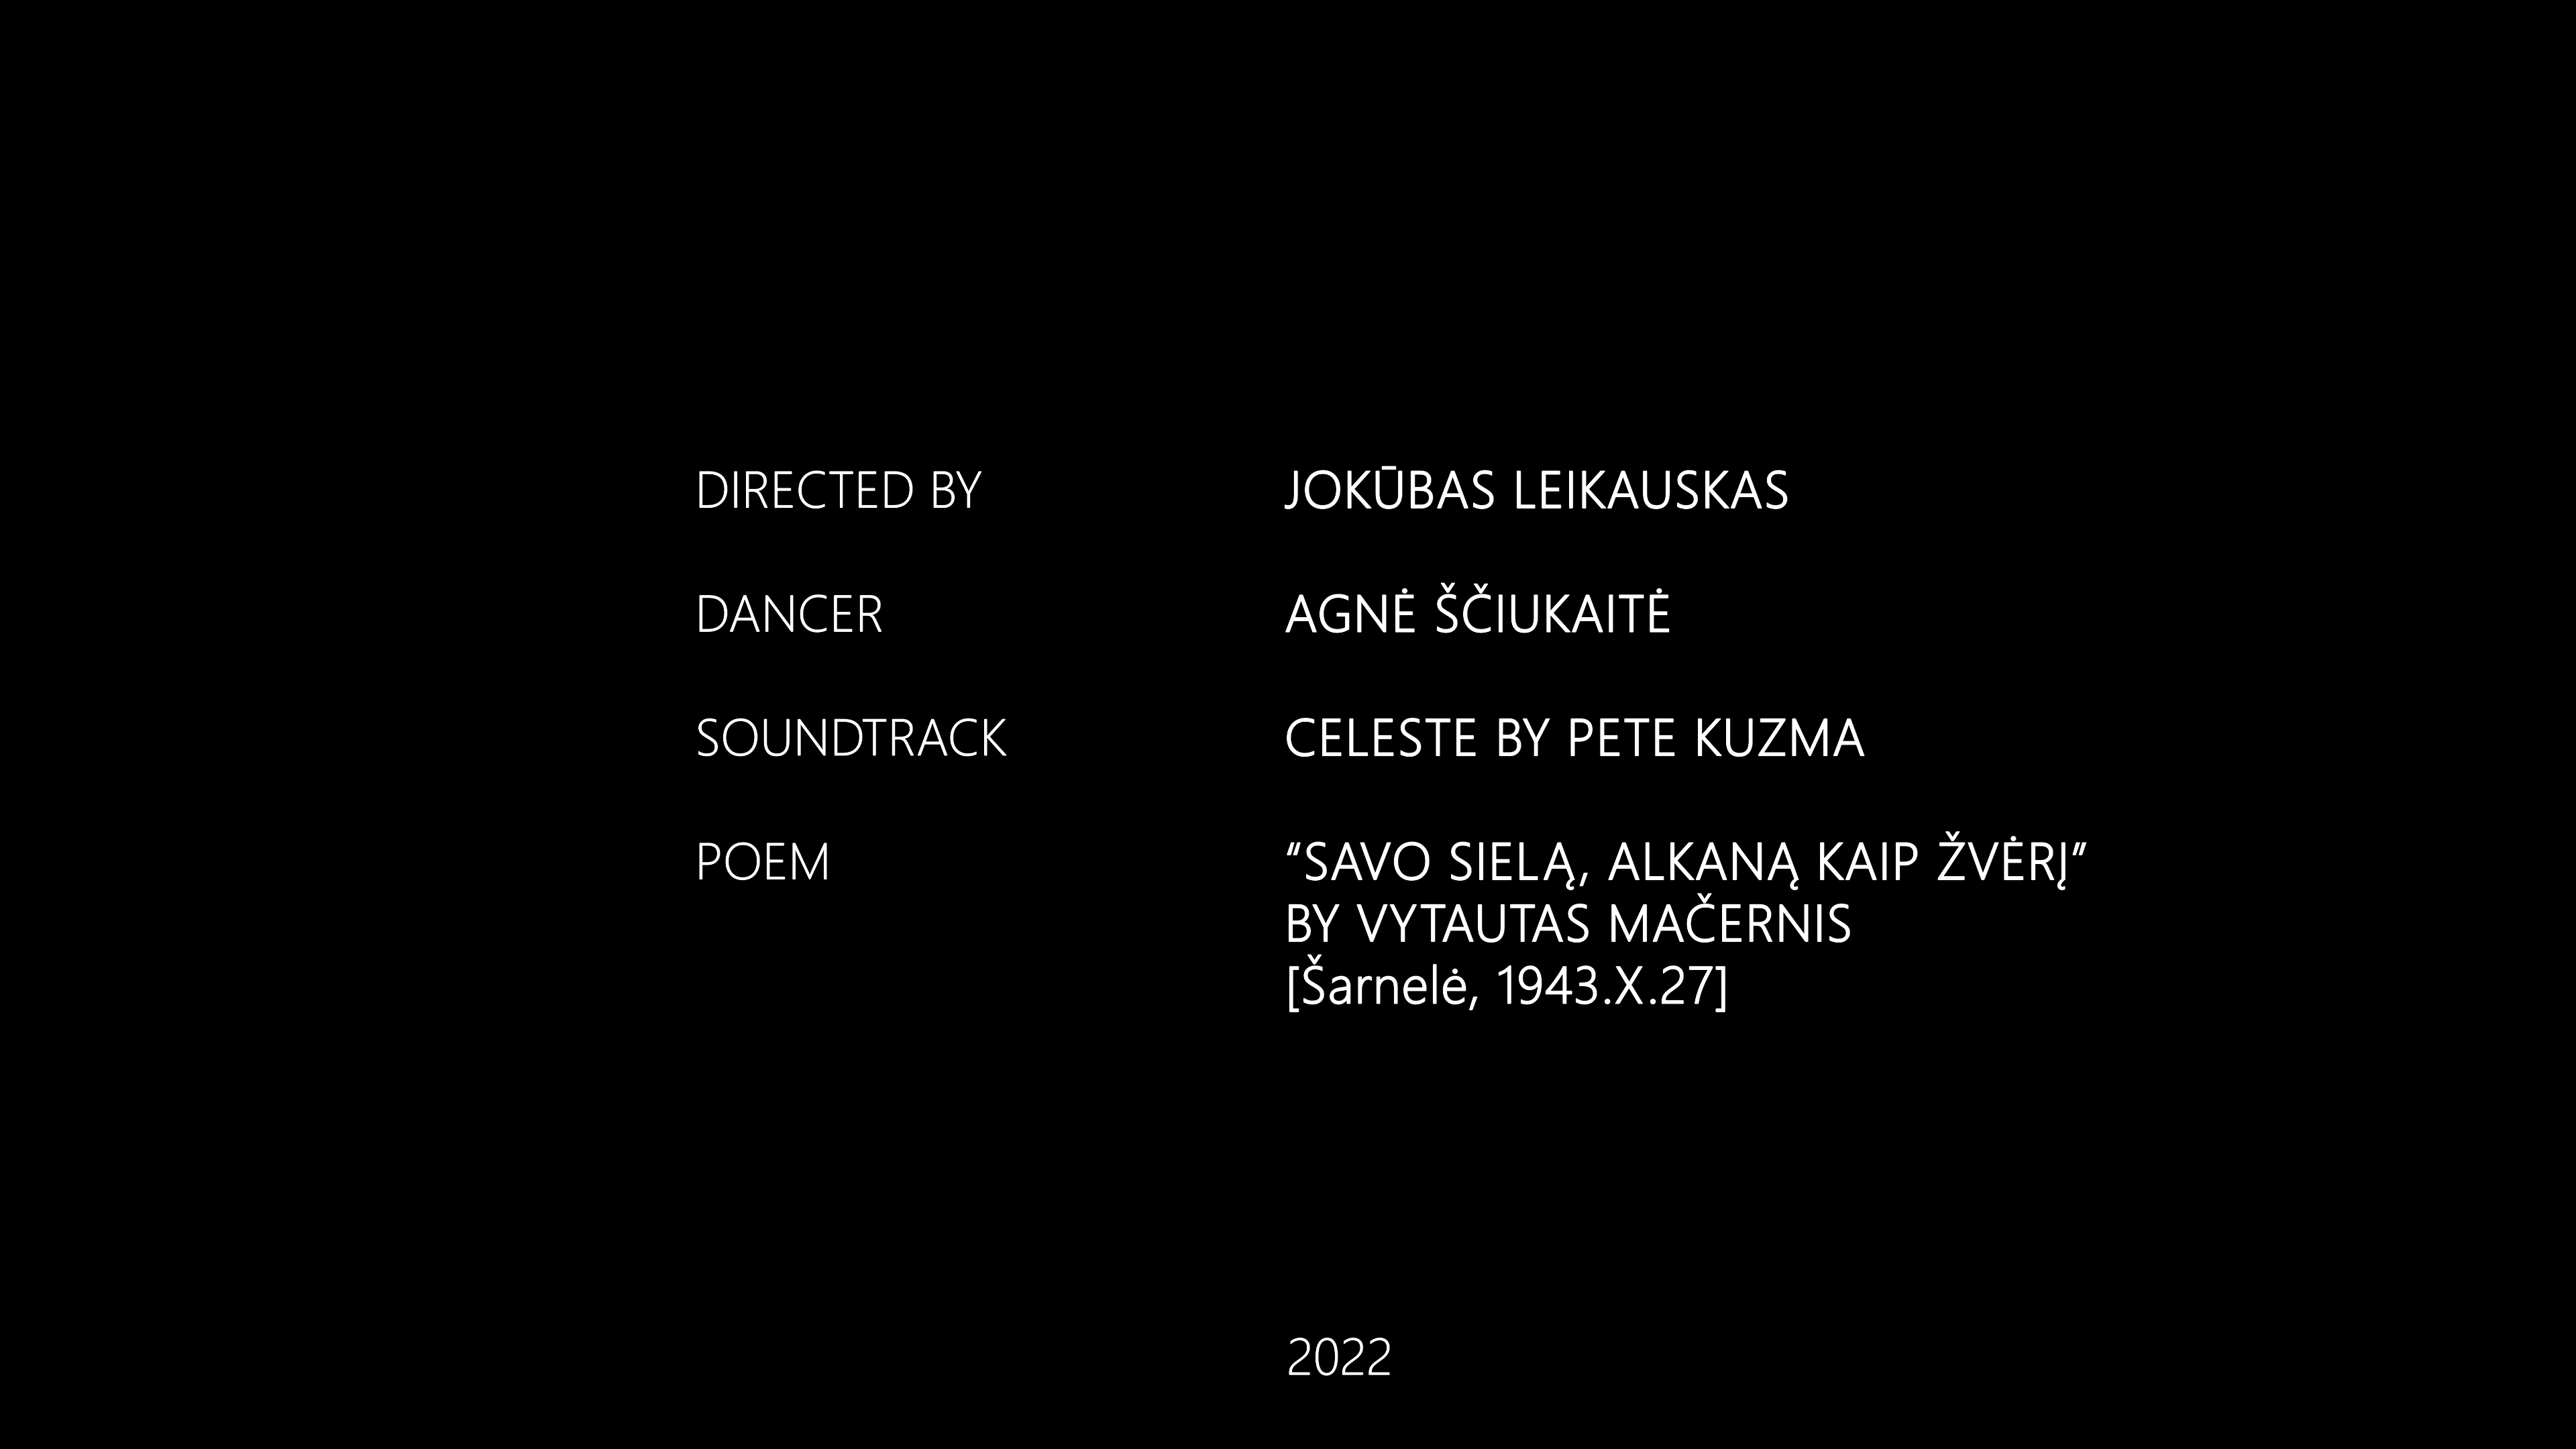 DIRECTED BY JOKŪBAS LEIKAUSKAS
DANCER AGNĖ ŠČIUKAITĖ
SOUNDTRACK CELESTE BY PETE KUZMA
POEM “SAVO SIELĄ, ALKANĄ KAIP ŽVĖRĮ”
BY VYTAUTAS MAČERNIS
[Šarnelė, 1943.X.27]
2022